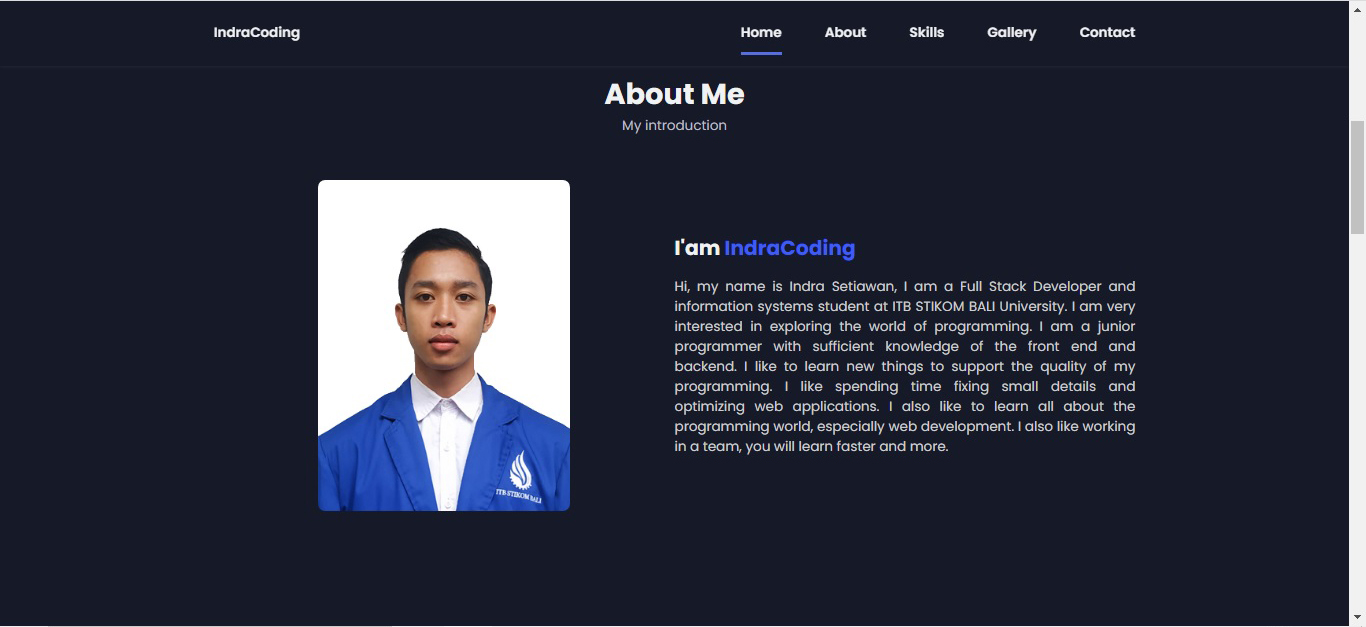 IndraCoding
Home About Skills Gallery Contact
About Me
My introduction
ITB STIKOM BALI
I'am IndraCoding
Hi, my name is Indra Setiawan, I am a Full Stack Developer and
information systems student at ITB STIKOM BALI University. I am very
interested in exploring the world of programming. I am a junior
programmer with sufficient knowledge of the front end and
backend. I like to learn new things to support the quality of my
programming. I like spending time fixing small details and
optimizing web applications. I also like to learn all about the
programming world, especially web development. I also like working
in a team, you will learn faster and more.